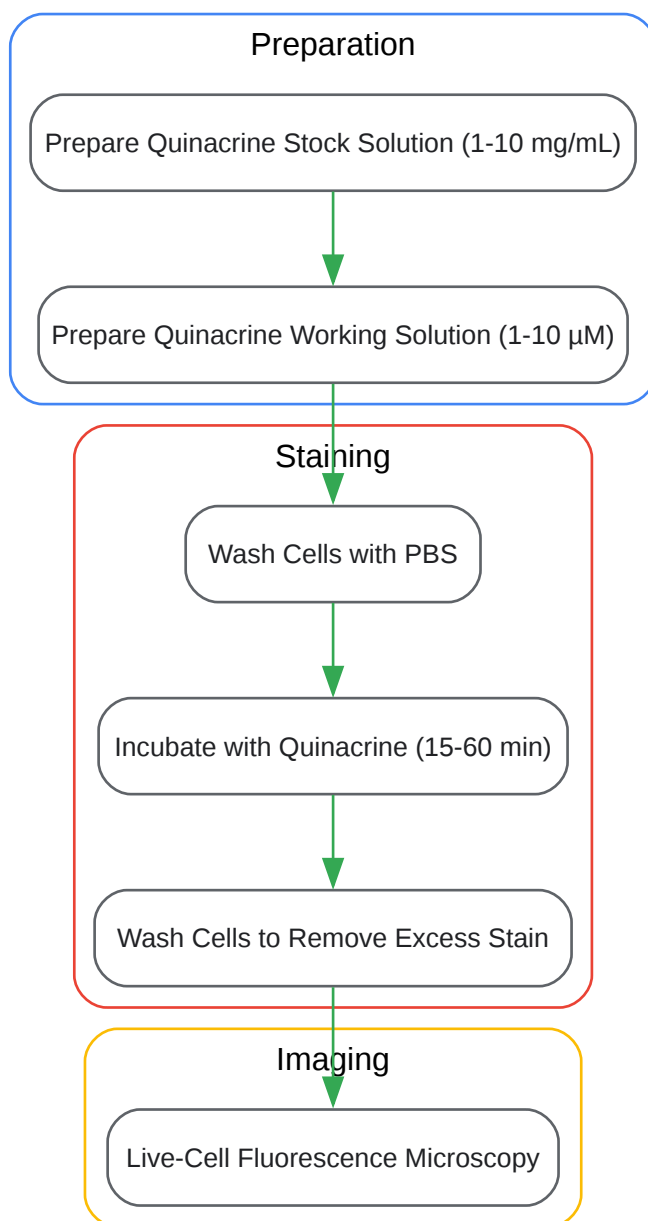 Preparation
Prepare Quinacrine Stock Solution (1-10 mg/mL)
Prepare Quinacrine Working Solution (1-10 µM)
Staining
Wash Cells with PBS
Incubate with Quinacrine (15-60 min)
Wash Cells to Remove Excess Stain
Imaging
Live-Cell Fluorescence Microscopy